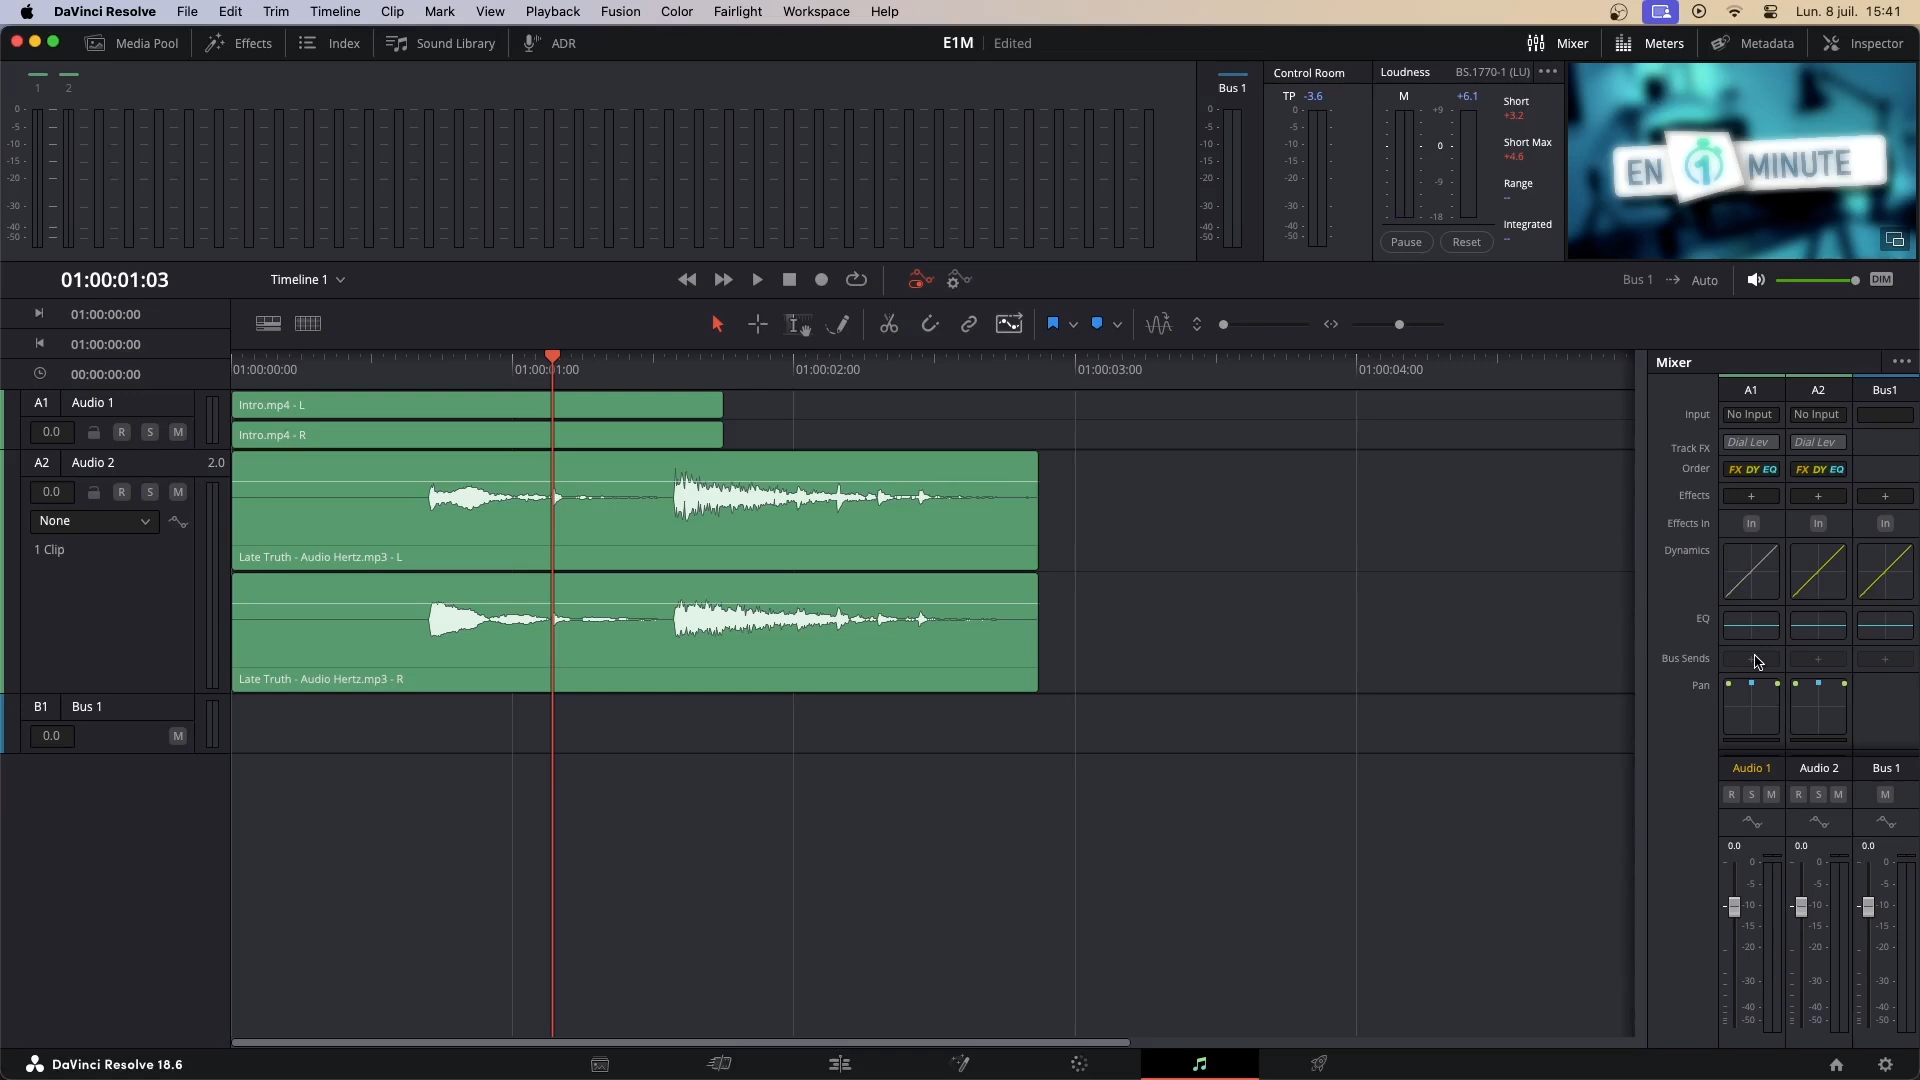 DaVinci Resolve File Edit Trim Timeline Clip Mark View Playback Fusion Color Fairlight Workspace Help Lun. 8 juil. 15:41
Media Pool Effects Index Sound Library ADR E1M Edited Mixer Meters Metadata Inspector
1 2
Bus 1
Control Room
TP -3.6
Loudness BS.1770-1 (LU)
M +6.1
Short
+3.2
Short Max
+4.6
Range
--
Integrated
--
Pause Reset
0 -5 -10 -15 -20 -30 -40 -50
0 -5 -10 -15 -20 -30 -40 -50
0 -5 -10 -15 -20 -30 -40 -50
+9 0 -9 -18
EN 1 MINUTE
01:00:01:03 Timeline 1 Bus 1 Auto DIM
01:00:00:00
01:00:00:00
00:00:00:00
01:00:00:00 01:00:01:00 01:00:02:00 01:00:03:00 01:00:04:00
A1 Audio 1
0.0 R S M
Intro.mp4 - L
Intro.mp4 - R
A2 Audio 2 2.0
0.0 R S M
None
1 Clip
Late Truth - Audio Hertz.mp3 - L
Late Truth - Audio Hertz.mp3 - R
B1 Bus 1
0.0 M
Mixer
A1 A2 Bus1
Input No Input No Input
Track FX Dial Lev Dial Lev
Order FX DY EQ FX DY EQ
Effects + + +
Effects In In In In
Dynamics
EQ
Bus Sends + + +
Pan
Audio 1 Audio 2 Bus 1
R S M R S M M
0.0 0.0 0.0
0 0 0
-5 -5 -5
-10 -10 -10
-15 -15 -15
-20 -20 -20
-30 -30 -30
-40 -40 -40
-50 -50 -50
DaVinci Resolve 18.6